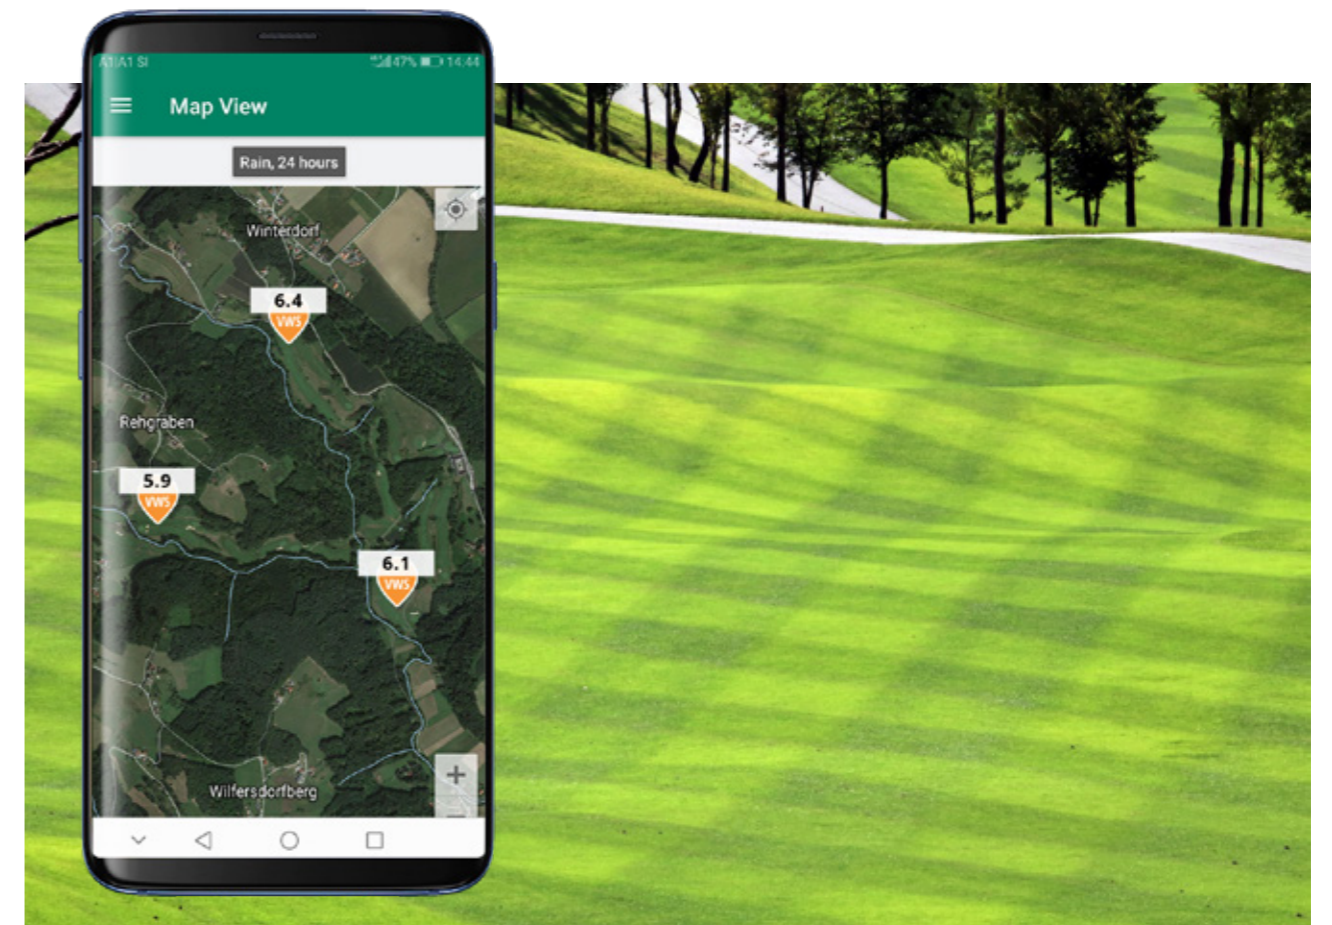 A1|A1 SI 47% 14:44
Map View
Rain, 24 hours
Winterdorf
6.4
VWS
Rehgraben
5.9
VWS
6.1
VWS
Wilfersdorfberg